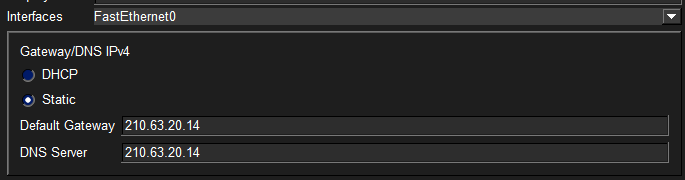 Interfaces FastEthernet0
Gateway/DNS IPv4
DHCP
Static
Default Gateway 210.63.20.14
DNS Server 210.63.20.14